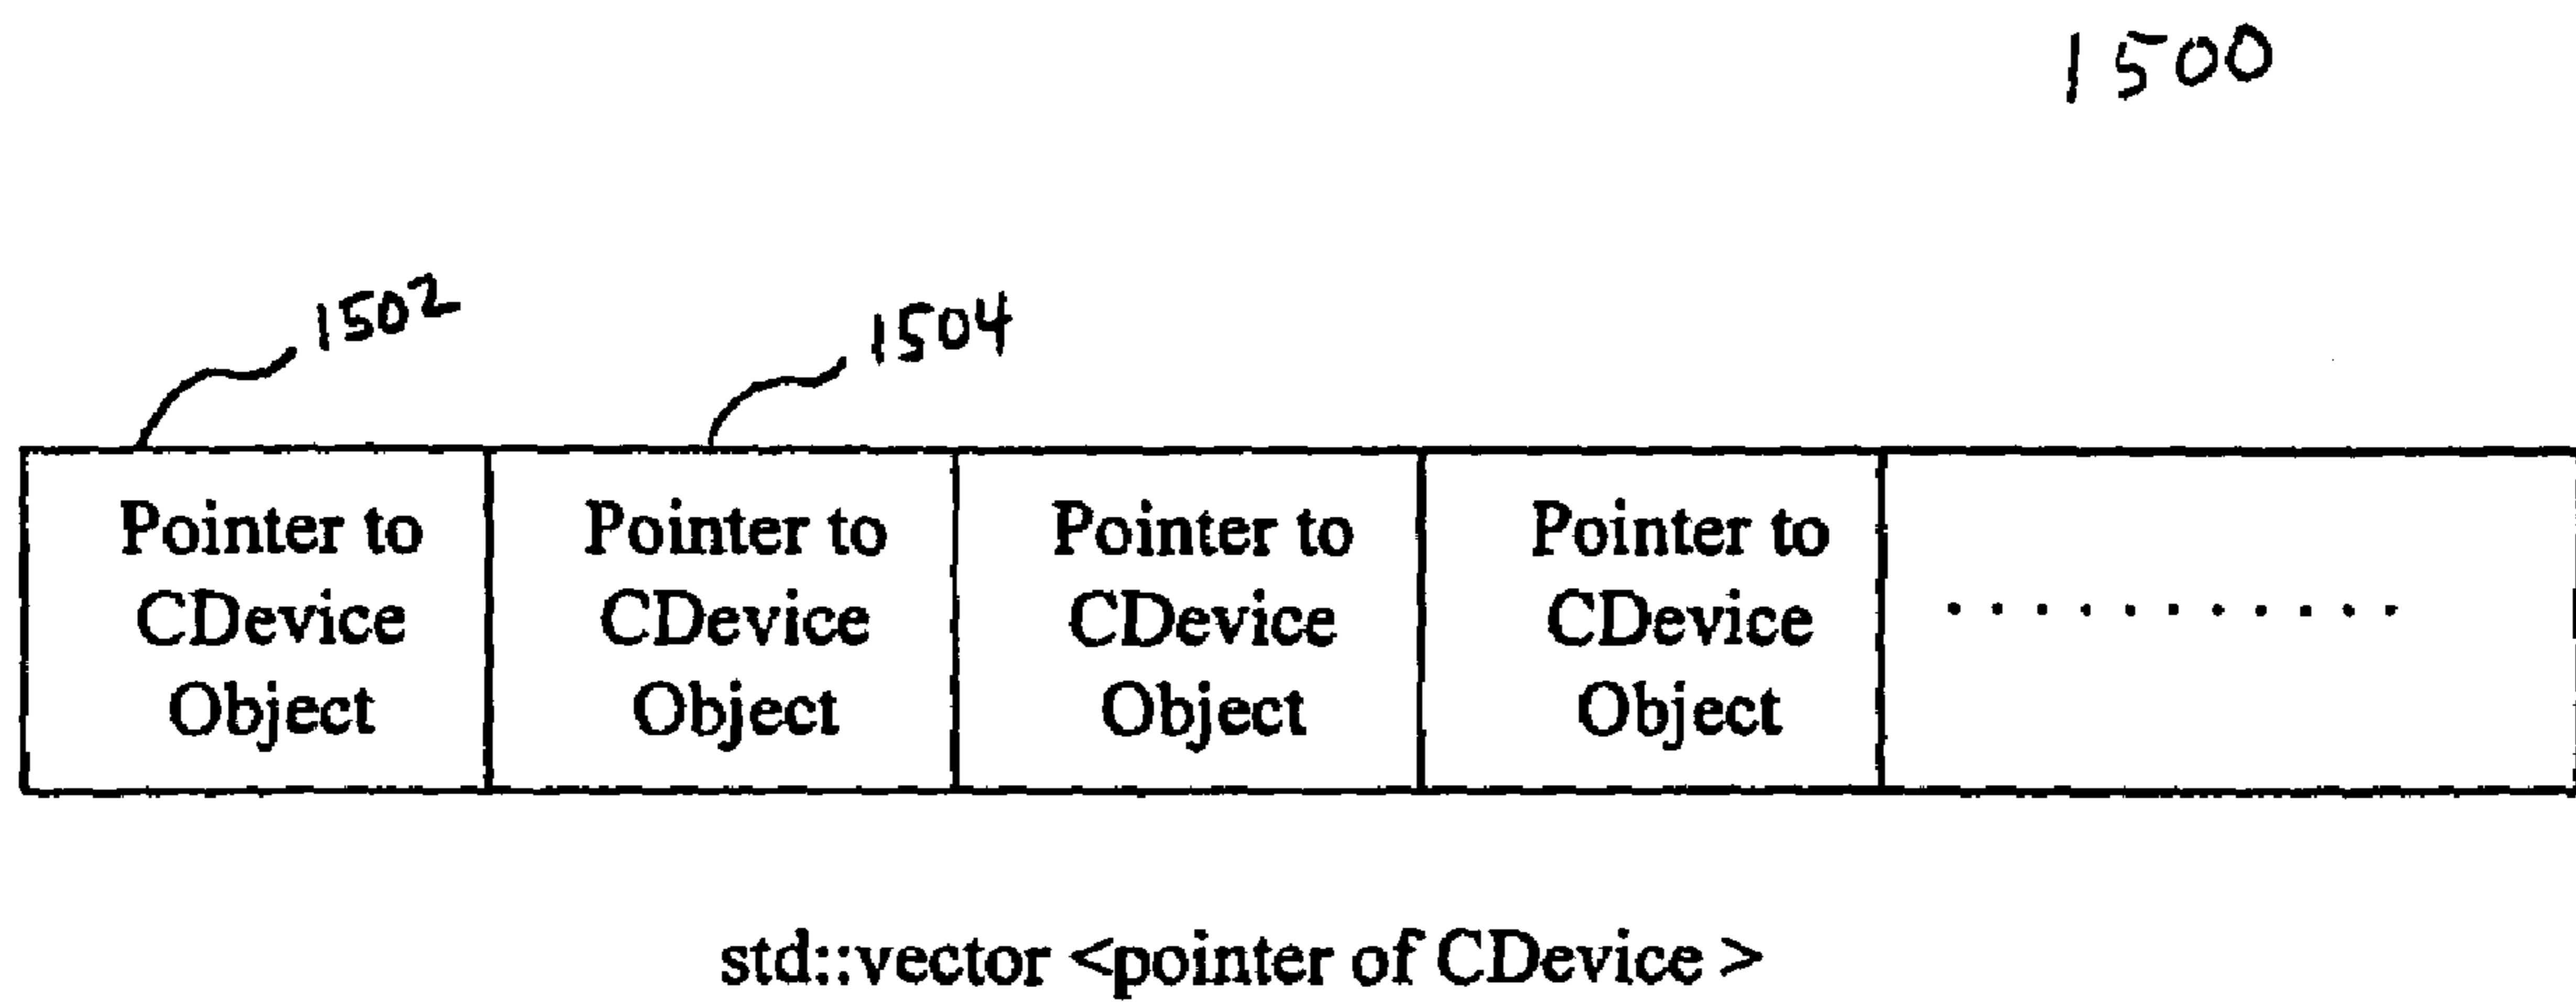 1500
1502
1504
Pointer to
CDevice
Object
Pointer to
CDevice
Object
Pointer to
CDevice
Object
Pointer to
CDevice
Object
. . . . . . . . . . .
std::vector <pointer of CDevice >